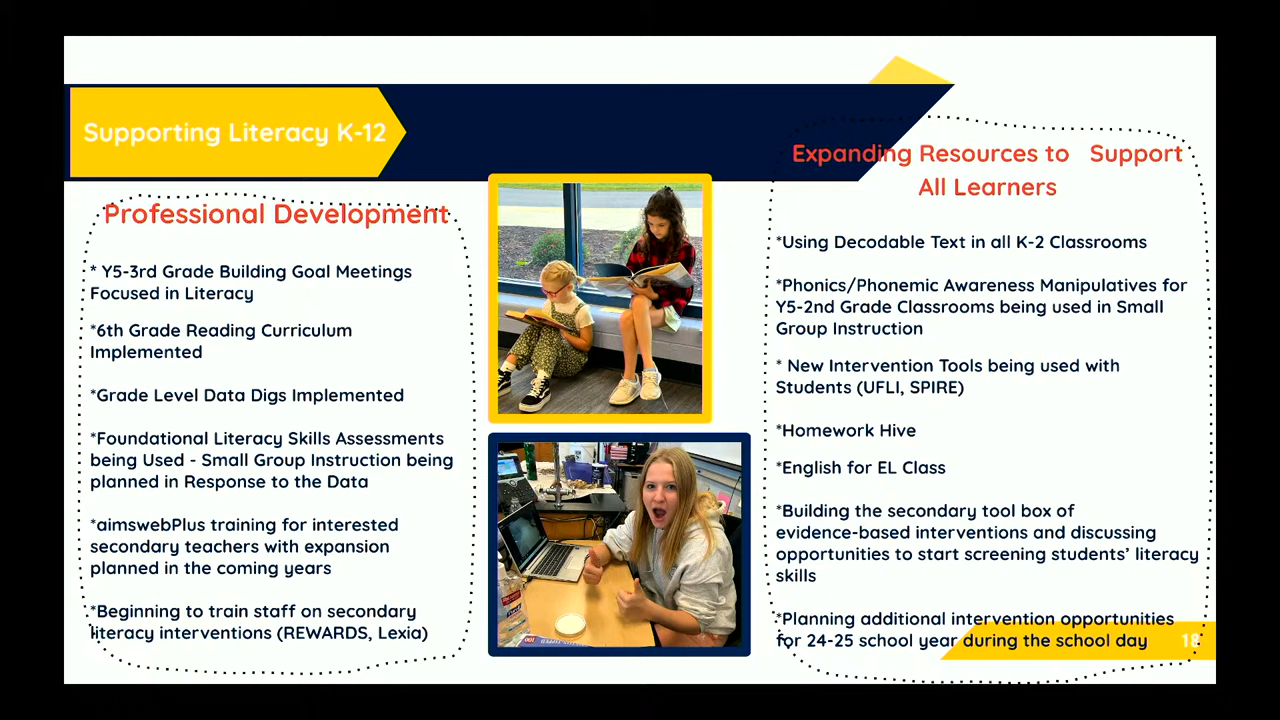 Supporting Literacy K-12
Professional Development
* Y5-3rd Grade Building Goal Meetings
Focused in Literacy
*6th Grade Reading Curriculum
Implemented
*Grade Level Data Digs Implemented
*Foundational Literacy Skills Assessments
being Used - Small Group Instruction being
planned in Response to the Data
*aimswebPlus training for interested
secondary teachers with expansion
planned in the coming years
*Beginning to train staff on secondary
literacy interventions (REWARDS, Lexia)
Expanding Resources to Support
All Learners
*Using Decodable Text in all K-2 Classrooms
*Phonics/Phonemic Awareness Manipulatives for
Y5-2nd Grade Classrooms being used in Small
Group Instruction
* New Intervention Tools being used with
Students (UFLI, SPIRE)
*Homework Hive
*English for EL Class
*Building the secondary tool box of
evidence-based interventions and discussing
opportunities to start screening students’ literacy
skills
*Planning additional intervention opportunities
for 24-25 school year during the school day
18